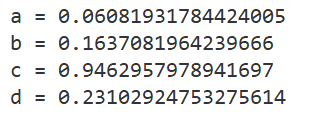 a = 0.06081931784424005
b = 0.1637081964239666
c = 0.9462957978941697
d = 0.23102924753275614